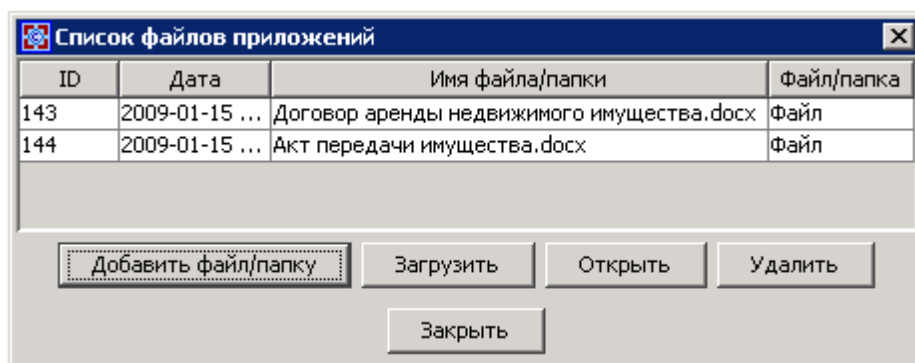 Список файлов приложений
ID Дата Имя файла/папки Файл/папка
143 2009-01-15 ... Договор аренды недвижимого имущества.docx Файл
144 2009-01-15 ... Акт передачи имущества.docx Файл
Добавить файл/папку Загрузить Открыть Удалить
Закрыть